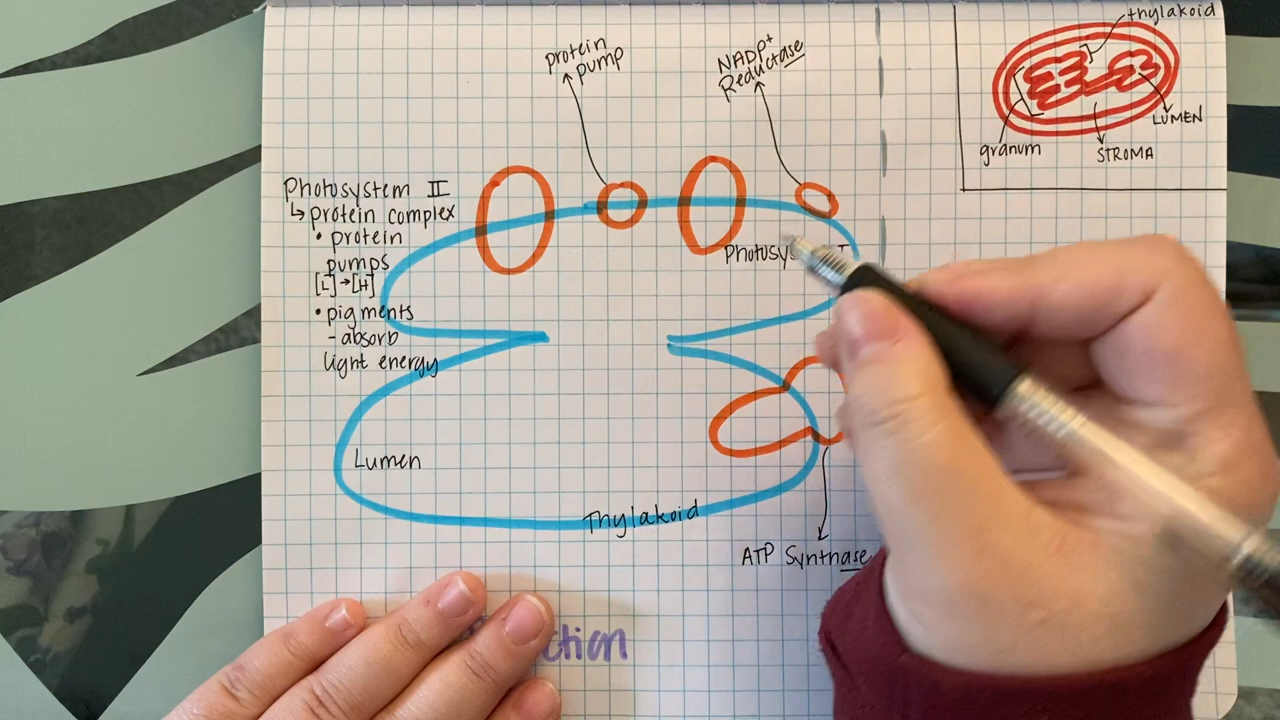 protein
pump
NADP+
Reductase
thylakoid
granum
LUMEN
STROMA
Photosystem II
↳ protein complex
• protein
pumps
[L]→[H]
• pigments
- absorb
light energy
Lumen
Thylakoid
ATP Synthase